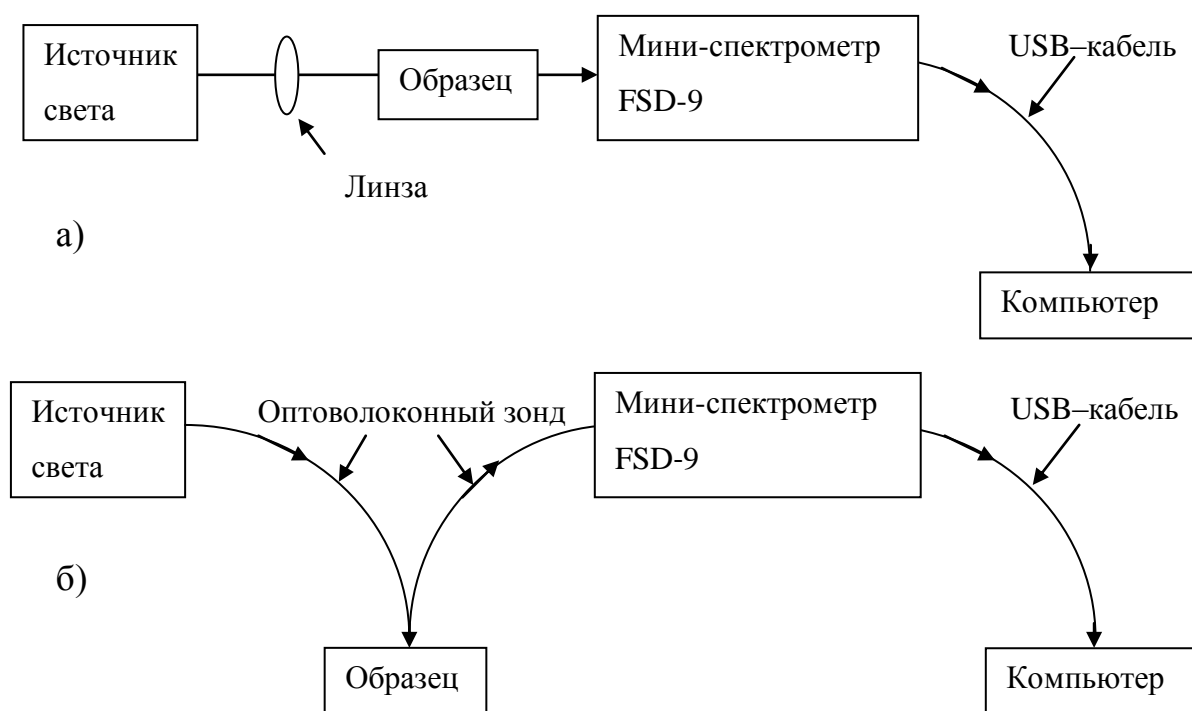 Источник
света
Линза
Образец
Мини-спектрометр
FSD-9
USB–кабель
Компьютер
а)
Источник
света
Оптоволоконный зонд
Образец
Мини-спектрометр
FSD-9
USB–кабель
Компьютер
б)